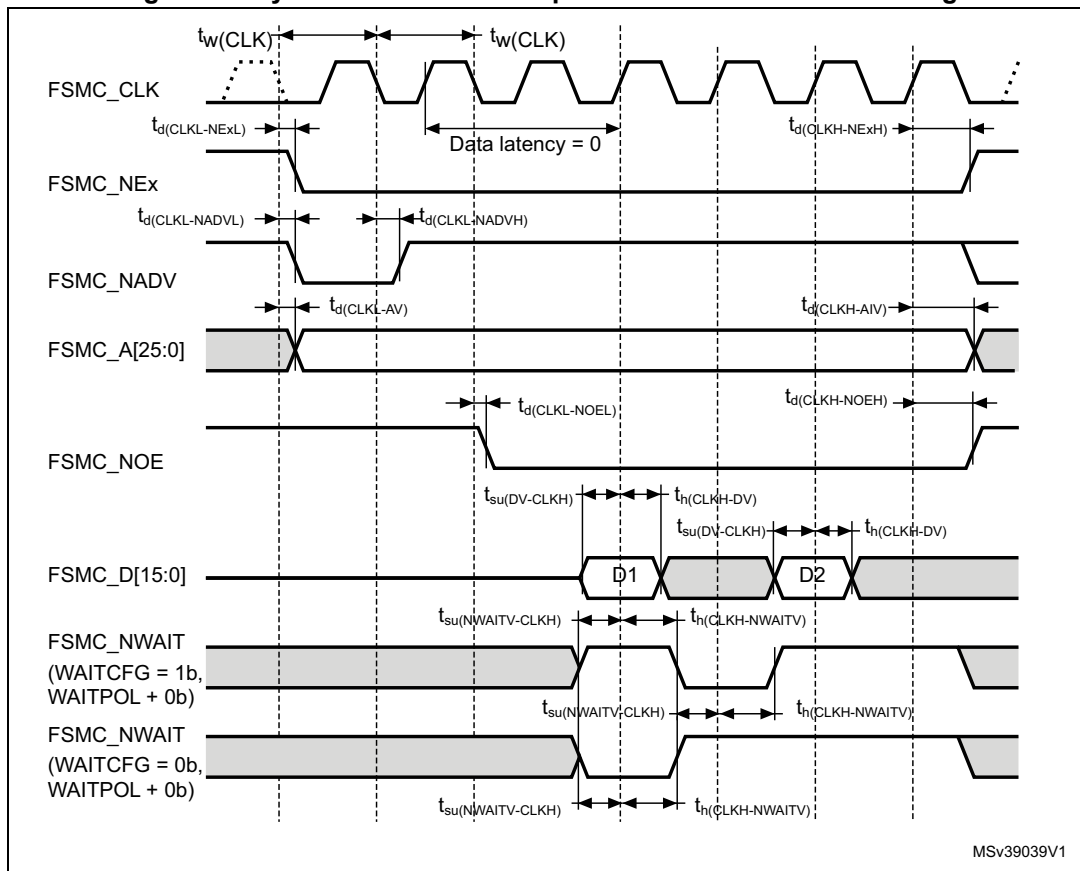 tw(CLK) tw(CLK)
FSMC_CLK
td(CLKL-NExL) Data latency = 0 td(CLKH-NExH)
FSMC_NEx
td(CLKL-NADVL) td(CLKL-NADVH)
FSMC_NADV
td(CLKL-AV) td(CLKH-AIV)
FSMC_A[25:0]
td(CLKL-NOEL) td(CLKH-NOEH)
FSMC_NOE
tsu(DV-CLKH) th(CLKH-DV)
tsu(DV-CLKH) th(CLKH-DV)
FSMC_D[15:0] D1 D2
tsu(NWAITV-CLKH) th(CLKH-NWAITV)
FSMC_NWAIT
(WAITCFG = 1b,
WAITPOL + 0b)
tsu(NWAITV-CLKH) th(CLKH-NWAITV)
FSMC_NWAIT
(WAITCFG = 0b,
WAITPOL + 0b)
tsu(NWAITV-CLKH) th(CLKH-NWAITV)
MSv39039V1